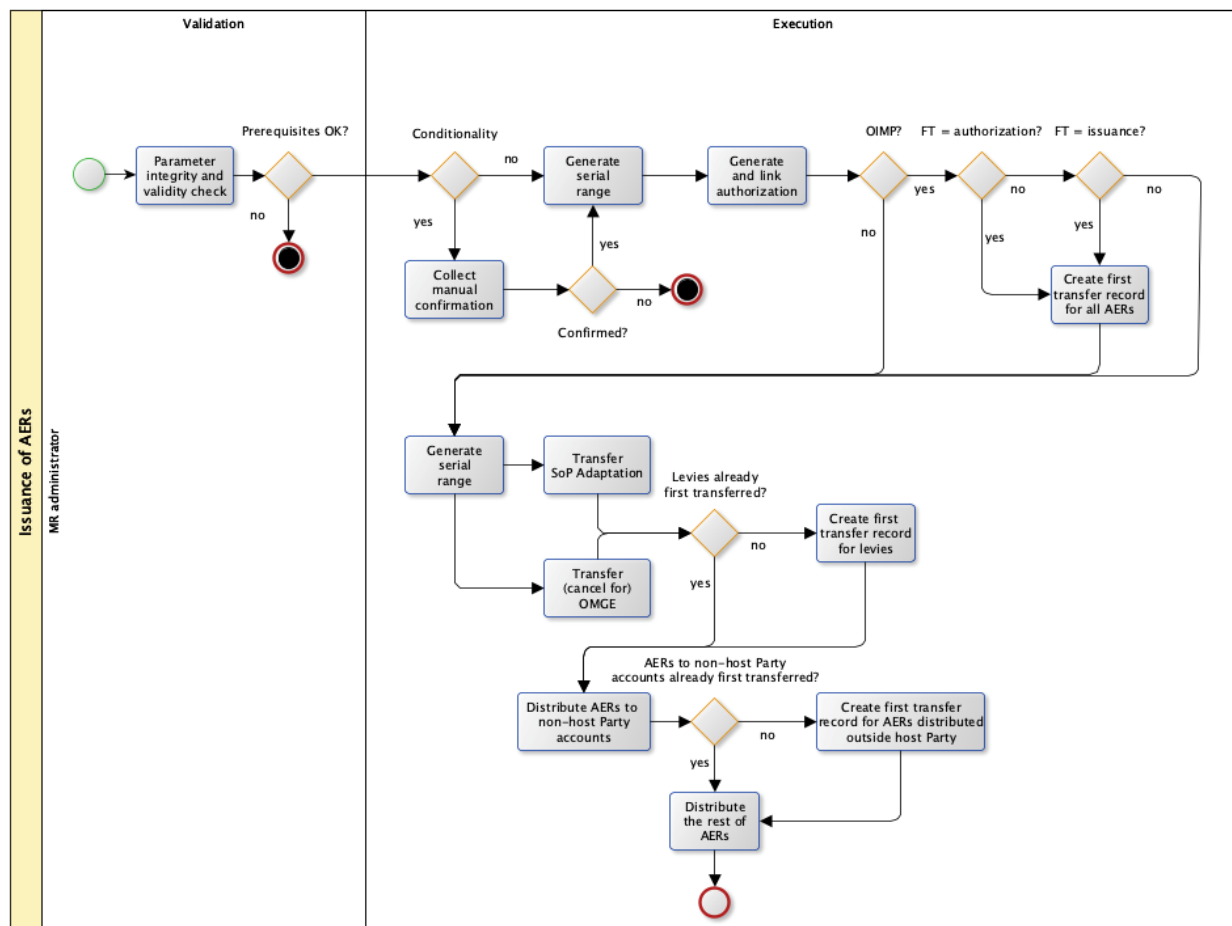 Issuance of AERs
MR administrator
Validation
Execution
Prerequisites OK?
Parameter
integrity and
validity check
no
Conditionality
no
yes
Collect
manual
confirmation
Confirmed?
yes
no
Generate
serial
range
Generate
and link
authorization
OIMP?
yes
no
FT = authorization?
no
yes
FT = issuance?
no
yes
Create first
transfer record
for all AERs
Generate
serial
range
Transfer
SoP Adaptation
Transfer
(cancel for)
OMGE
Levies already
first transferred?
no
yes
Create first
transfer record
for levies
Distribute AERs to
non-host Party
accounts
AERs to non-host Party
accounts already first transferred?
no
yes
Create first transfer
record for AERs distributed
outside host Party
Distribute
the rest of
AERs